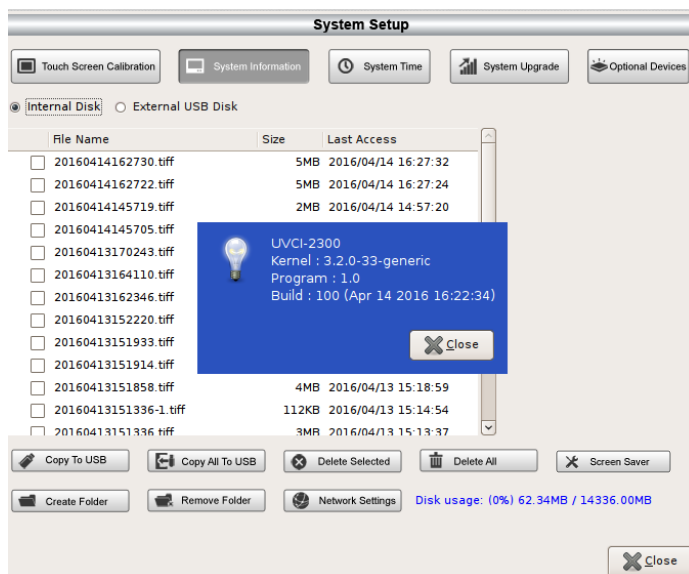 System Setup
Touch Screen Calibration System Information System Time System Upgrade Optional Devices
Internal Disk External USB Disk
File Name Size Last Access
20160414162730.tiff 5MB 2016/04/14 16:27:32
20160414162722.tiff 5MB 2016/04/14 16:27:24
20160414145719.tiff 2MB 2016/04/14 14:57:20
20160414145705.tiff
20160413170243.tiff
20160413164110.tiff
20160413162346.tiff
20160413152220.tiff
20160413151933.tiff
20160413151914.tiff
20160413151858.tiff 4MB 2016/04/13 15:18:59
20160413151336-1.tiff 112KB 2016/04/13 15:14:54
20160413151336.tiff 3MB 2016/04/13 15:13:37
UVCI-2300
Kernel : 3.2.0-33-generic
Program : 1.0
Build : 100 (Apr 14 2016 16:22:34)
Close
Copy To USB Copy All To USB Delete Selected Delete All Screen Saver
Create Folder Remove Folder Network Settings Disk usage: (0%) 62.34MB / 14336.00MB
Close